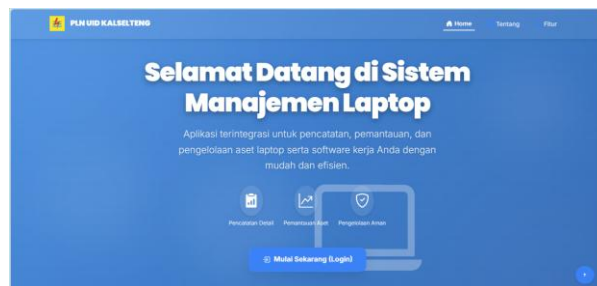 PLN UID KALSELTENG
Home Tentang Fitur
Selamat Datang di Sistem
Manajemen Laptop
Aplikasi terintegrasi untuk pencatatan, pemantauan, dan
pengelolaan aset laptop serta software kerja Anda dengan
mudah dan efisien.
Pencatatan Detail Pemantauan Aset Pengelolaan Aman
Mulai Sekarang (Login)